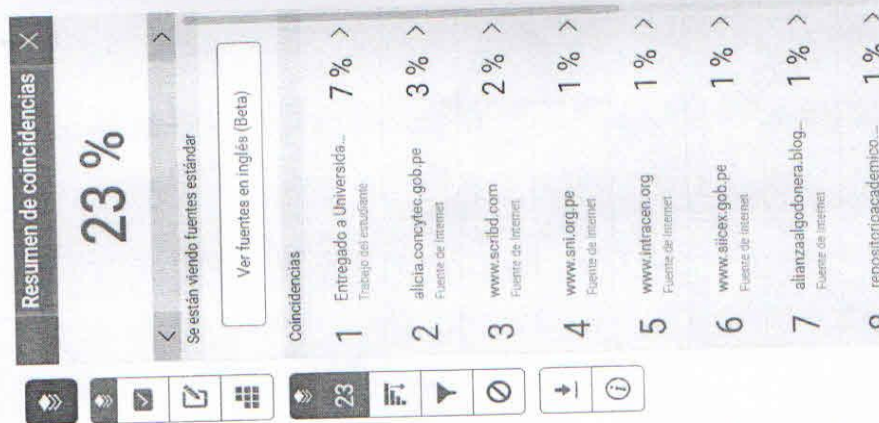 Resumen de coincidencias
23 %
Se están viendo fuentes estándar
Ver fuentes en inglés (Beta)
Coincidencias
1 Entregado a Universida... 7 %
Trabajo del estudiante
2 alicia.concytec.gob.pe 3 %
Fuente de Internet
3 www.scribd.com 2 %
Fuente de Internet
4 www.sni.org.pe 1 %
Fuente de Internet
5 www.intracen.org 1 %
Fuente de Internet
6 www.siicex.gob.pe 1 %
Fuente de Internet
7 alianzaalgodonera.blog... 1 %
Fuente de Internet
8 repositorioacademico.... 1 %
23